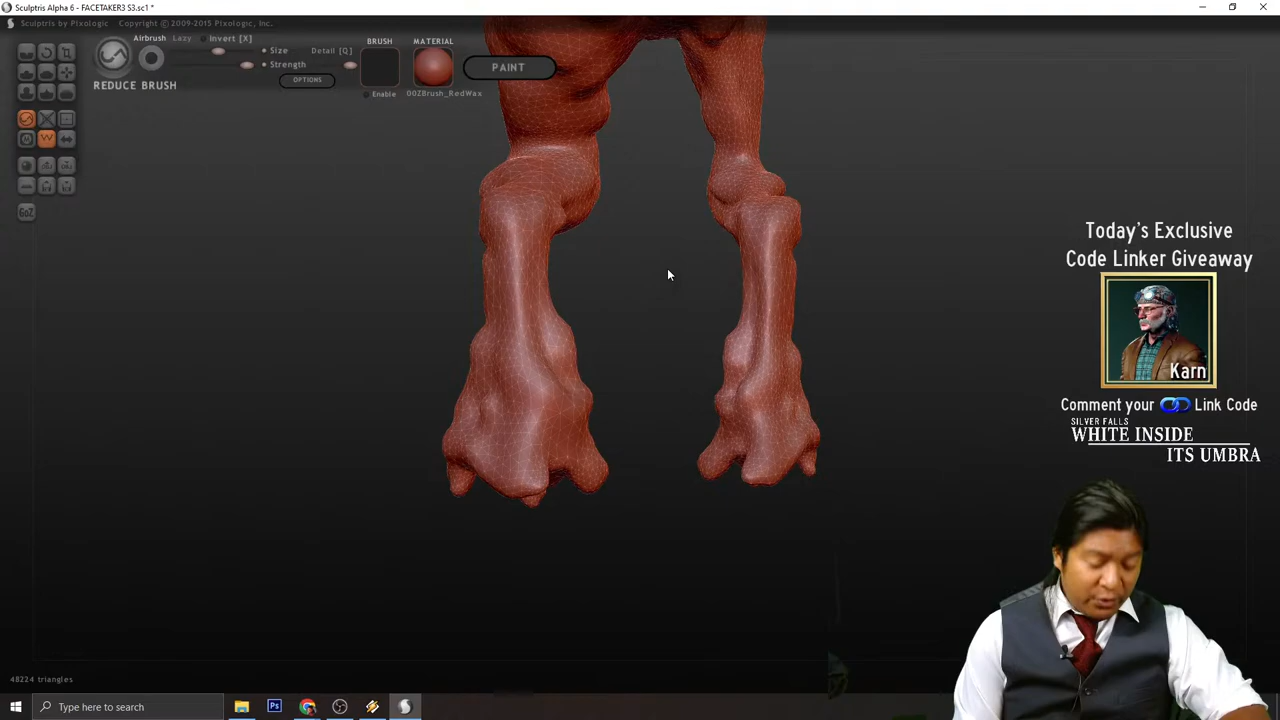 Sculptris Alpha 6 - FACETAKER3 S3.sc1 *
Sculptris by Pixologic Copyright © 2009-2015 Pixologic, Inc.
Airbrush Lazy Invert [X]
Size Detail [Q]
Strength
OPTIONS
REDUCE BRUSH
BRUSH
Enable
MATERIAL
00ZBrush_RedWax
PAINT
GoZ
Today's Exclusive
Code Linker Giveaway
Karn
Comment your Link Code
SILVER FALLS
WHITE INSIDE
ITS UMBRA
48224 triangles
Type here to search
Ps